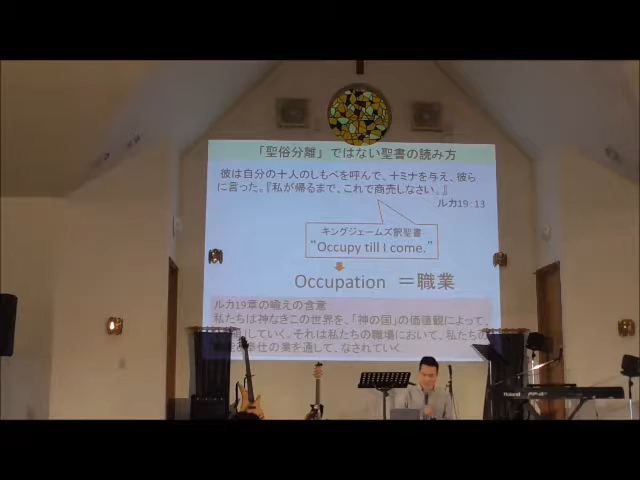 「聖俗分離」ではない聖書の読み方
彼は自分の十人のしもべを呼んで、十ミナを与え、彼ら
に言った。『私が帰るまで、これで商売しなさい。』
ルカ19：13
キングジェームズ訳聖書
"Occupy till I come."
Occupation ＝職業
ルカ19章の喩えの含意
私たちは神なきこの世界を、「神の国」の価値観によって、
していく。それは私たちの職場において、私たちの
奉仕の業を通して、なされていく
Roland